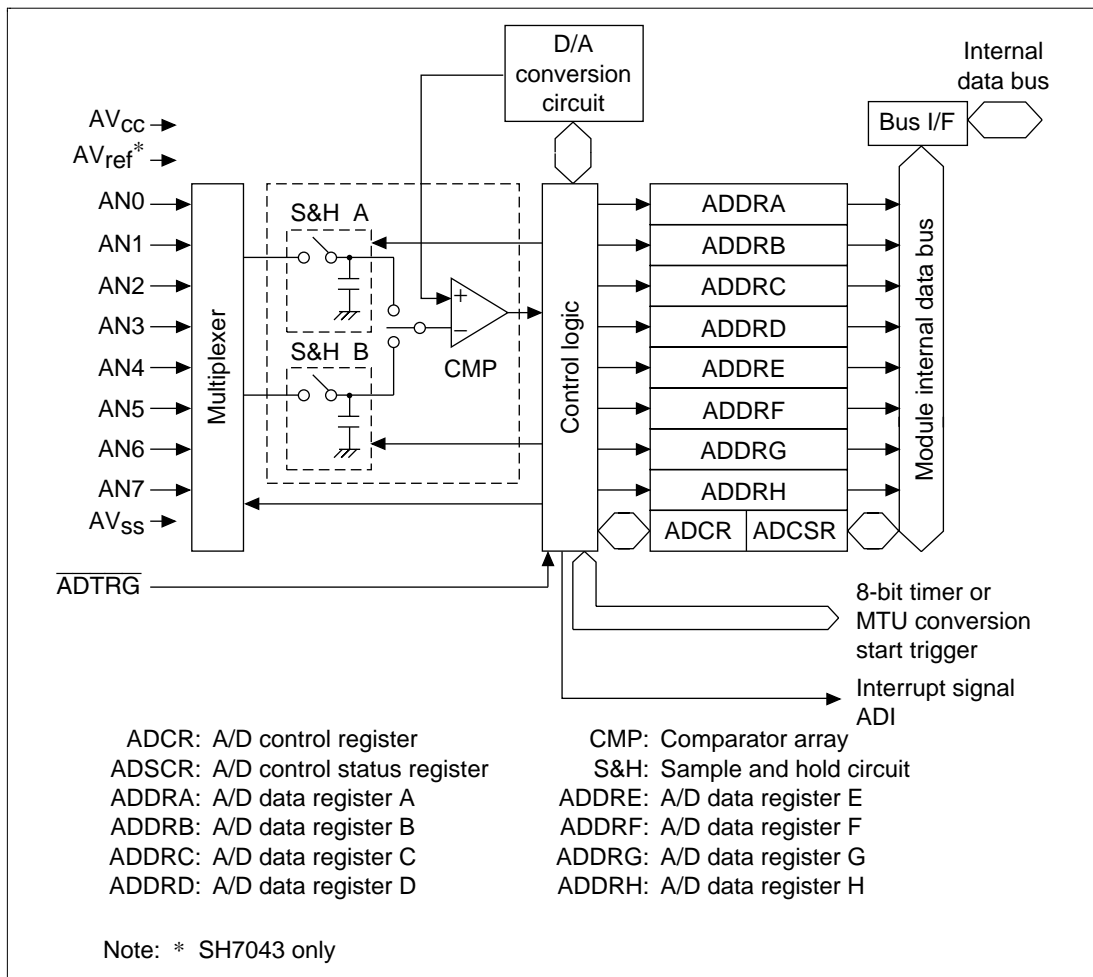 D/A
conversion
circuit
Internal
data bus
Bus I/F
AVcc
AVref*
AN0
AN1
AN2
AN3
AN4
AN5
AN6
AN7
AVss
ADTRG
Multiplexer
S&H A
S&H B
+
−
CMP
Control logic
ADDRA
ADDRB
ADDRC
ADDRD
ADDRE
ADDRF
ADDRG
ADDRH
ADCR
ADCSR
Module internal data bus
8-bit timer or
MTU conversion
start trigger
Interrupt signal
ADI
ADCR: A/D control register
ADSCR: A/D control status register
ADDRA: A/D data register A
ADDRB: A/D data register B
ADDRC: A/D data register C
ADDRD: A/D data register D
CMP: Comparator array
S&H: Sample and hold circuit
ADDRE: A/D data register E
ADDRF: A/D data register F
ADDRG: A/D data register G
ADDRH: A/D data register H
Note: * SH7043 only